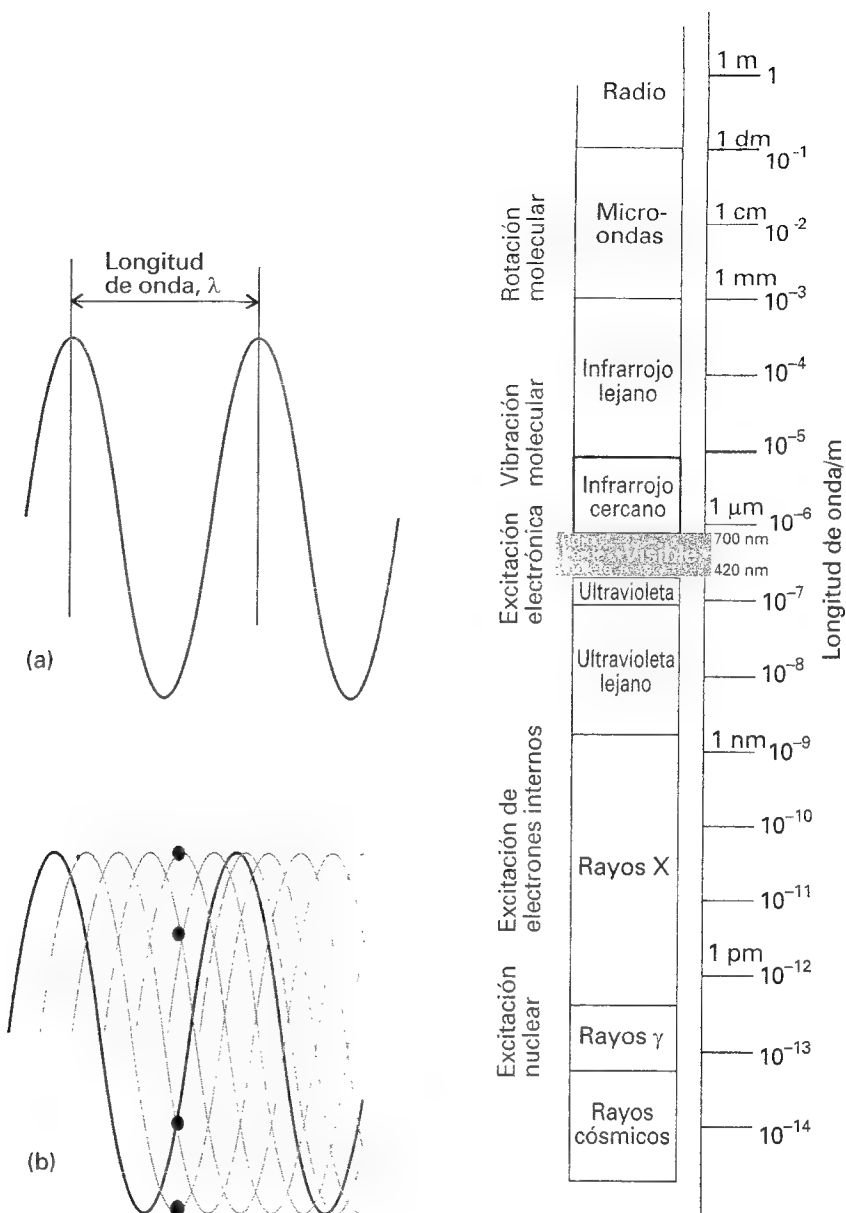 Longitud
de onda, λ
(a)
(b)
Rotación
molecular
Vibración
molecular
Excitación
electrónica
Excitación de
electrones internos
Excitación
nuclear
Radio
Micro-
ondas
Infrarrojo
lejano
Infrarrojo
cercano
Visible
Ultravioleta
Ultravioleta
lejano
Rayos X
Rayos γ
Rayos
cósmicos
1 m 1
1 dm 10⁻¹
1 cm 10⁻²
1 mm 10⁻³
10⁻⁴
10⁻⁵
1 μm 10⁻⁶
700 nm
420 nm
10⁻⁷
10⁻⁸
1 nm 10⁻⁹
10⁻¹⁰
10⁻¹¹
1 pm 10⁻¹²
10⁻¹³
10⁻¹⁴
Longitud de onda/m